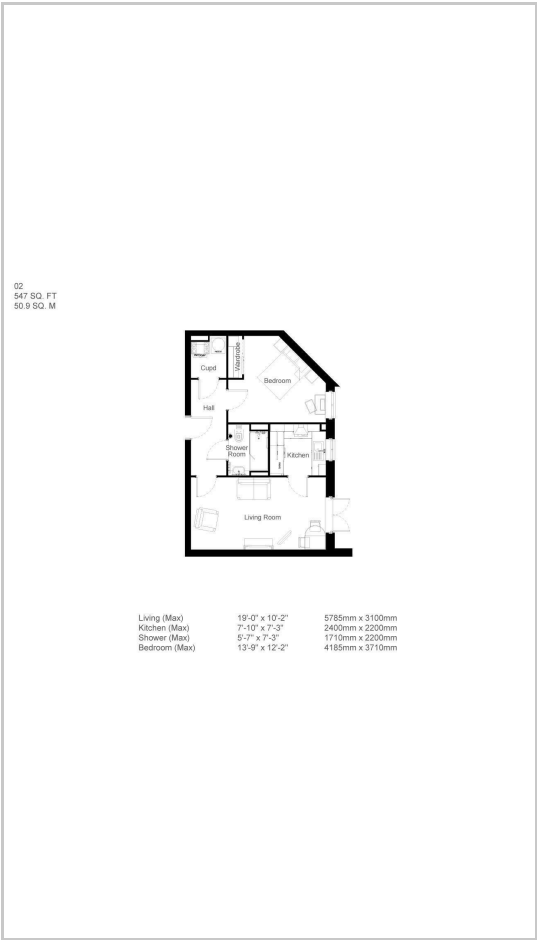 02
547 SQ. FT
50.9 SQ. M
Cupd
Wardrobe
Bedroom
Hall
Shower
Room
Kitchen
Living Room
Living (Max) 19'-0" x 10'-2" 5785mm x 3100mm
Kitchen (Max) 7'-10" x 7'-3" 2400mm x 2200mm
Shower (Max) 5'-7" x 7'-3" 1710mm x 2200mm
Bedroom (Max) 13'-9" x 12'-2" 4185mm x 3710mm